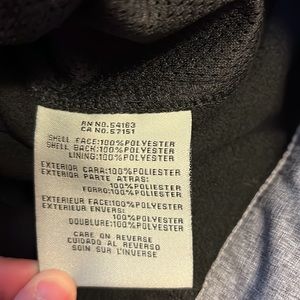 RN NO.54163
CA NO.57151
SHELL FACE:100%POLYESTER
SHELL BACK:100%POLYESTER
LINING:100%POLYESTER
EXTERIOR CARA:100%POLIESTER
EXTERIOR PARTE ATRAS:
100%POLIESTER
FORRO:100%POLIESTER
EXTERIEUR FACE:100%POLYESTER
EXTERIEUR ENVERS:
100%POLYESTER
DOUBLURE:100%POLYESTER
CARE ON REVERSE
CUIDADO AL REVERSO
SOIN SUR L'INVERSE